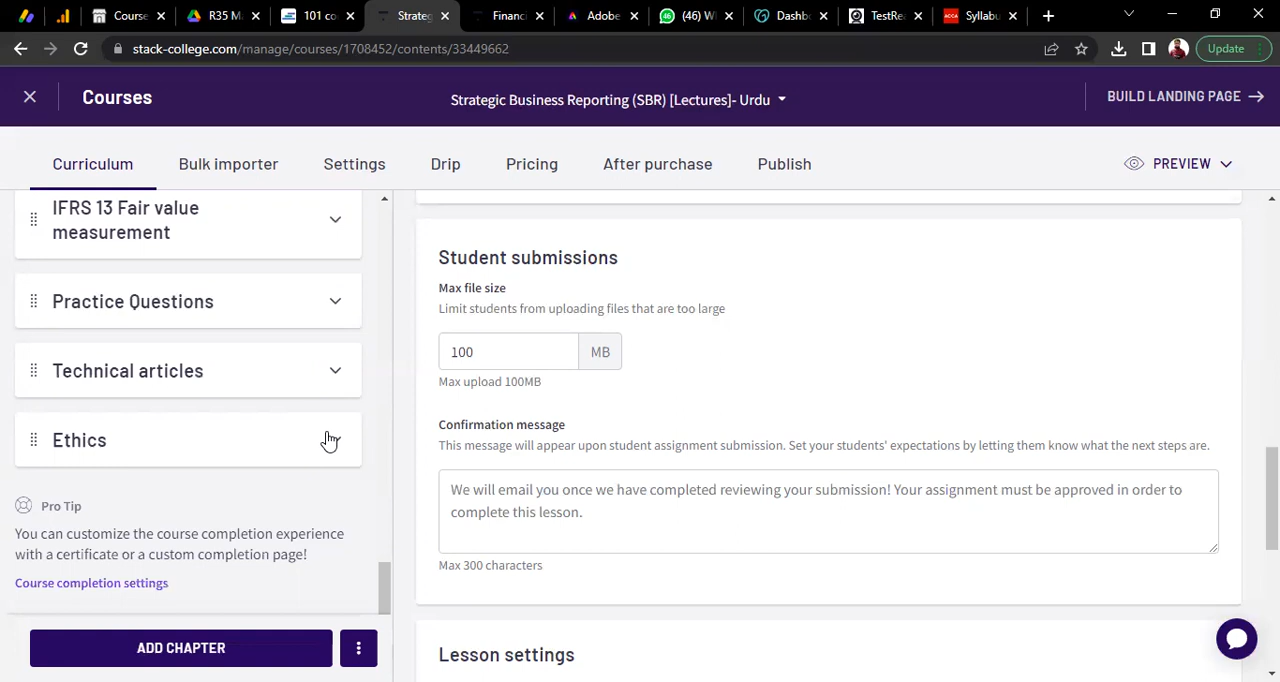 Course
R35 M
101 co
Strateg
Financi
Adobe
(46) W
Dashb
TestRe
ACCA
Syllabu
stack-college.com/manage/courses/1708452/contents/33449662
Update
Courses
Strategic Business Reporting (SBR) [Lectures]- Urdu
BUILD LANDING PAGE
Curriculum
Bulk importer
Settings
Drip
Pricing
After purchase
Publish
PREVIEW
IFRS 13 Fair value
measurement
Practice Questions
Technical articles
Ethics
Pro Tip
You can customize the course completion experience
with a certificate or a custom completion page!
Course completion settings
ADD CHAPTER
Student submissions
Max file size
Limit students from uploading files that are too large
100
MB
Max upload 100MB
Confirmation message
This message will appear upon student assignment submission. Set your students' expectations by letting them know what the next steps are.
We will email you once we have completed reviewing your submission! Your assignment must be approved in order to
complete this lesson.
Max 300 characters
Lesson settings